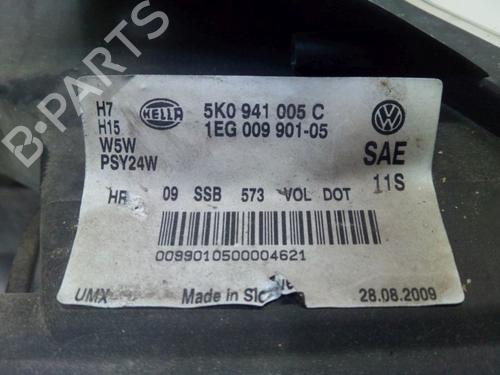 H7 HELLA 5K0 941 005 C
H15 1EG 009 901-05
W5W SAE
PSY24W
HR 09 SSB 573 VOL DOT 11S
0099010500004621
UMX Made in 28.08.2009
B PARTS